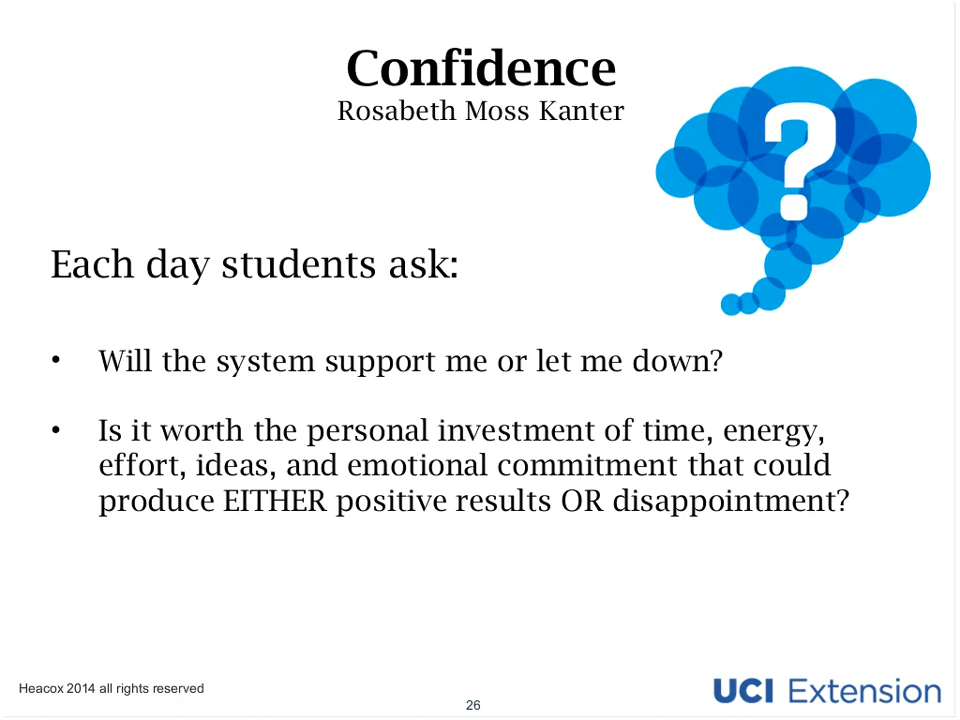 Confidence
Rosabeth Moss Kanter
?
Each day students ask:
• Will the system support me or let me down?
• Is it worth the personal investment of time, energy,
effort, ideas, and emotional commitment that could
produce EITHER positive results OR disappointment?
Heacox 2014 all rights reserved
26
UCI Extension